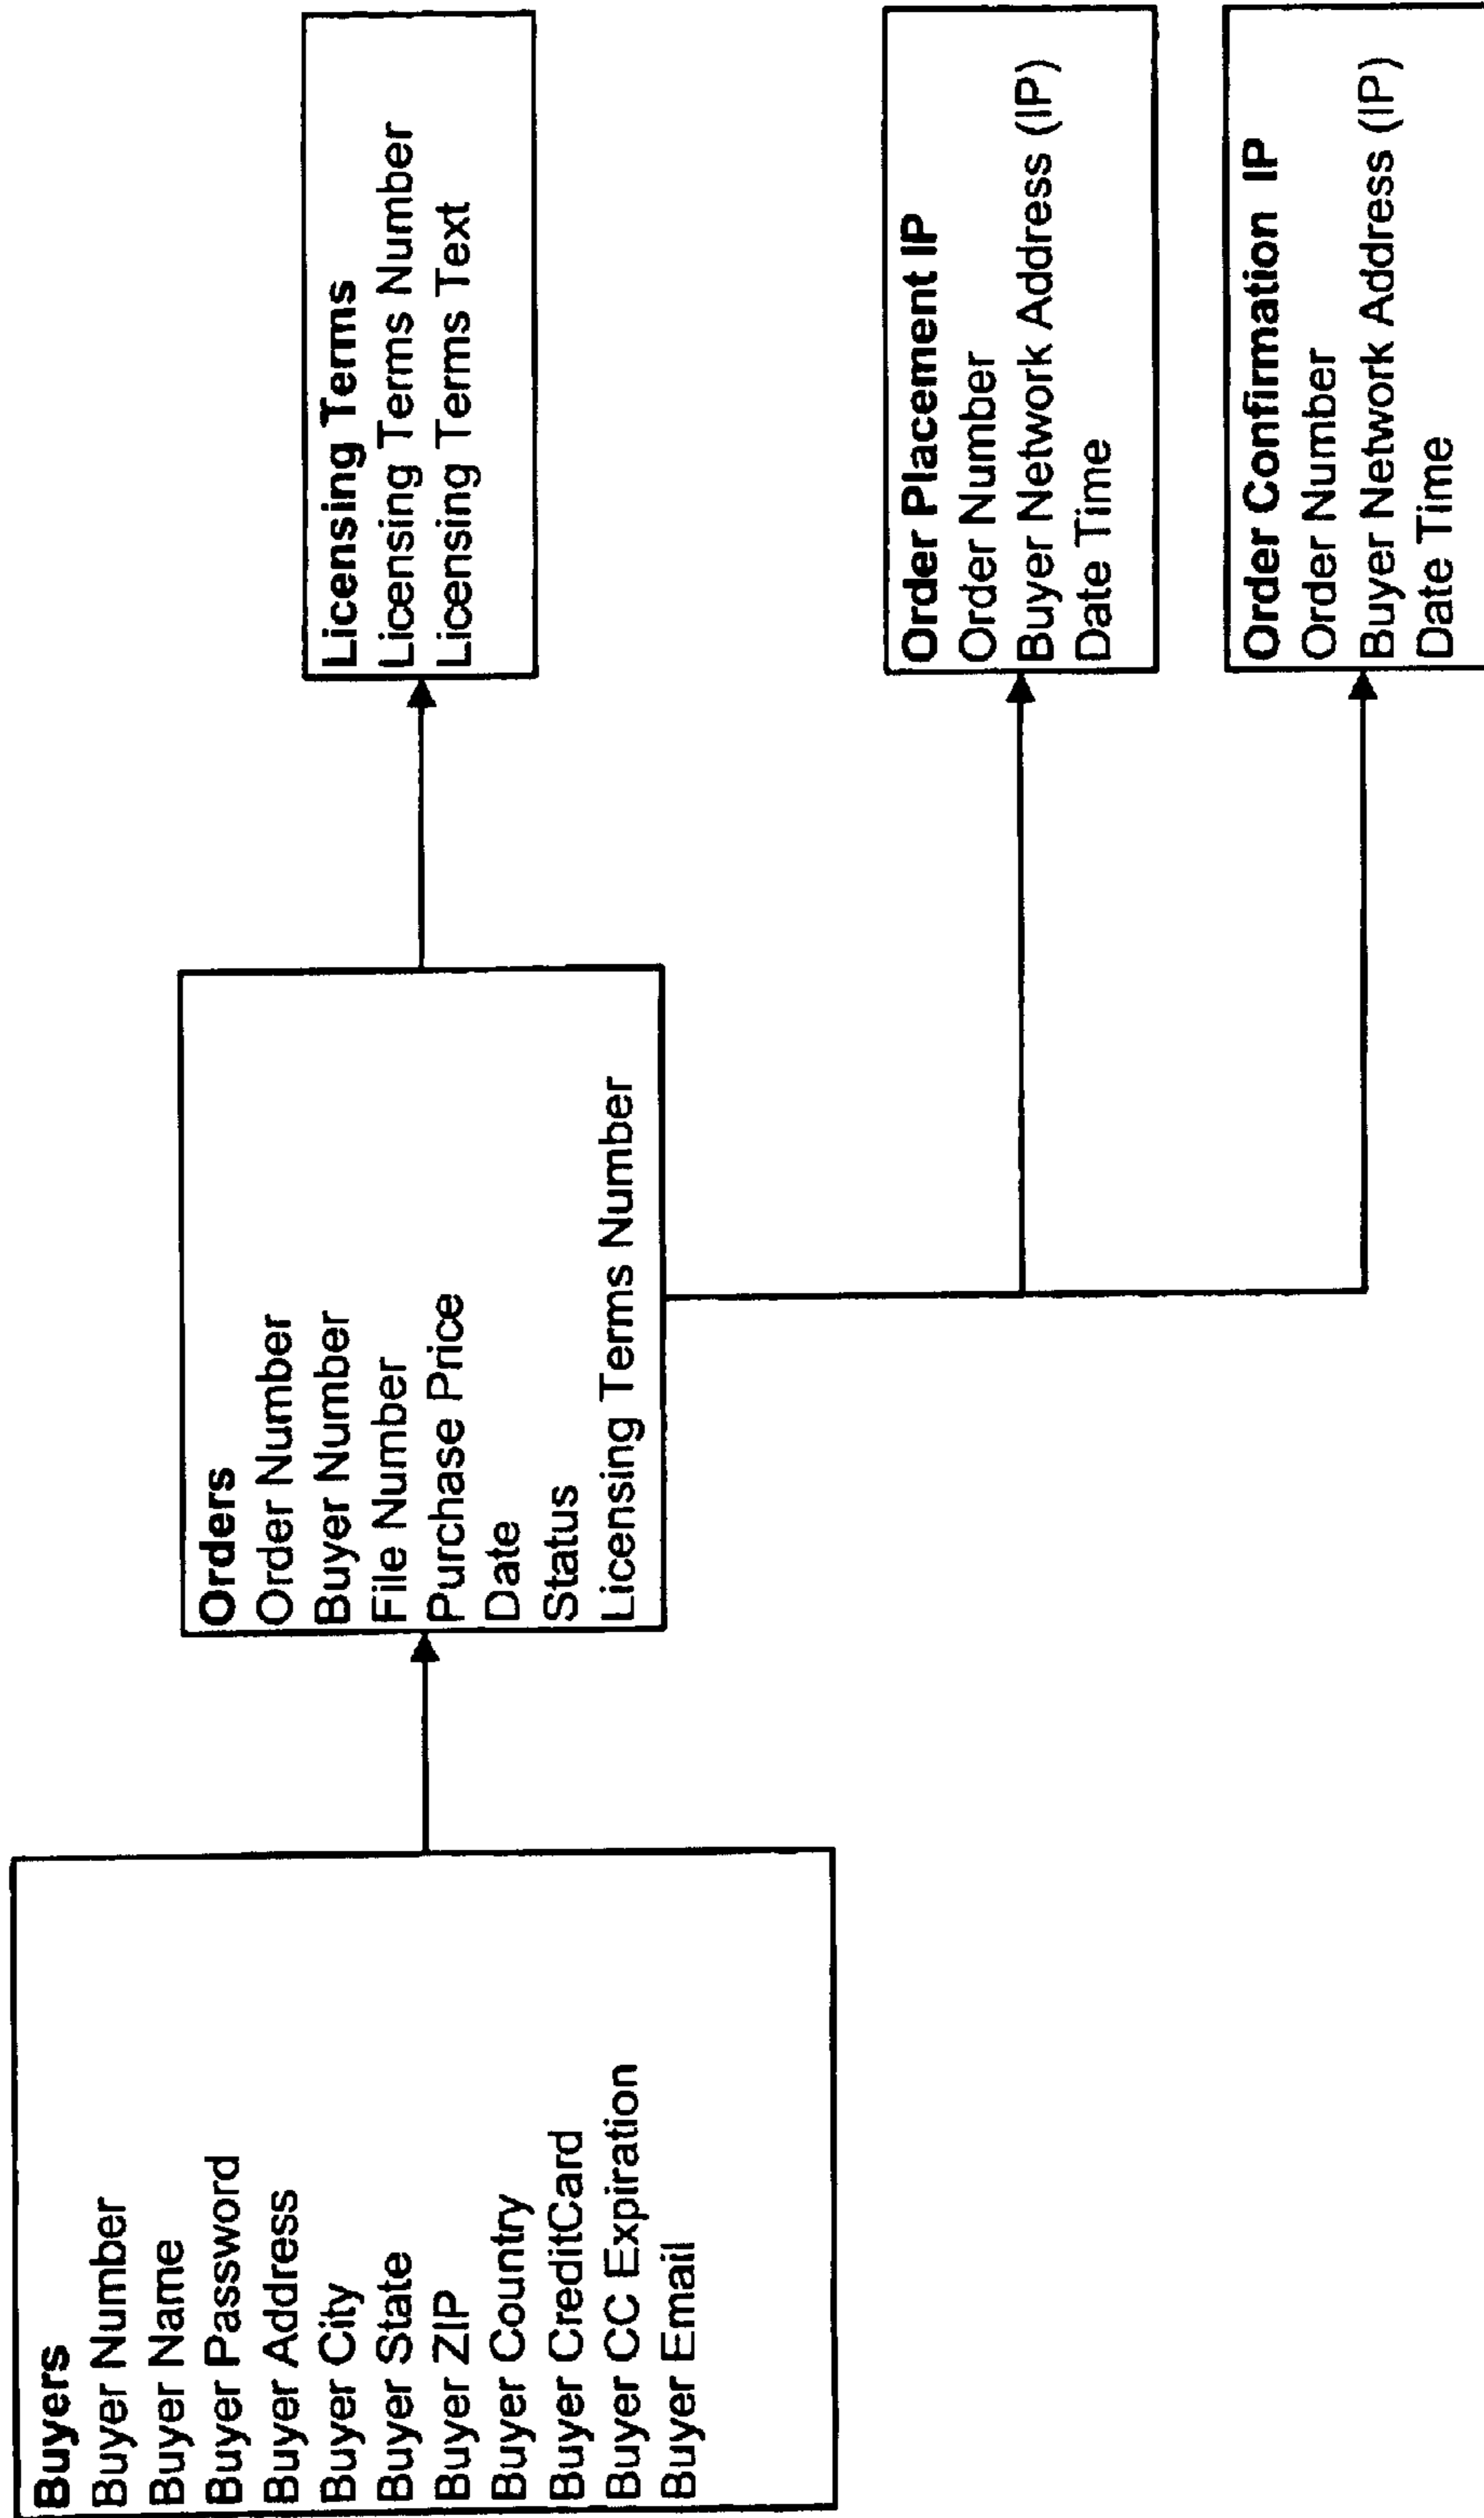 Buyers
Buyer Number
Buyer Name
Buyer Password
Buyer Address
Buyer City
Buyer State
Buyer ZIP
Buyer Country
Buyer CreditCard
Buyer CC Expiration
Buyer Email
Orders
Order Number
Buyer Number
File Number
Purchase Price
Date
Status
Licensing Terms Number
Licensing Terms
Licensing Terms Number
Licensing Terms Text
Order Placement IP
Order Number
Buyer Network Address (IP)
Date Time
Order Confirmation IP
Order Number
Buyer Network Address (IP)
Date Time